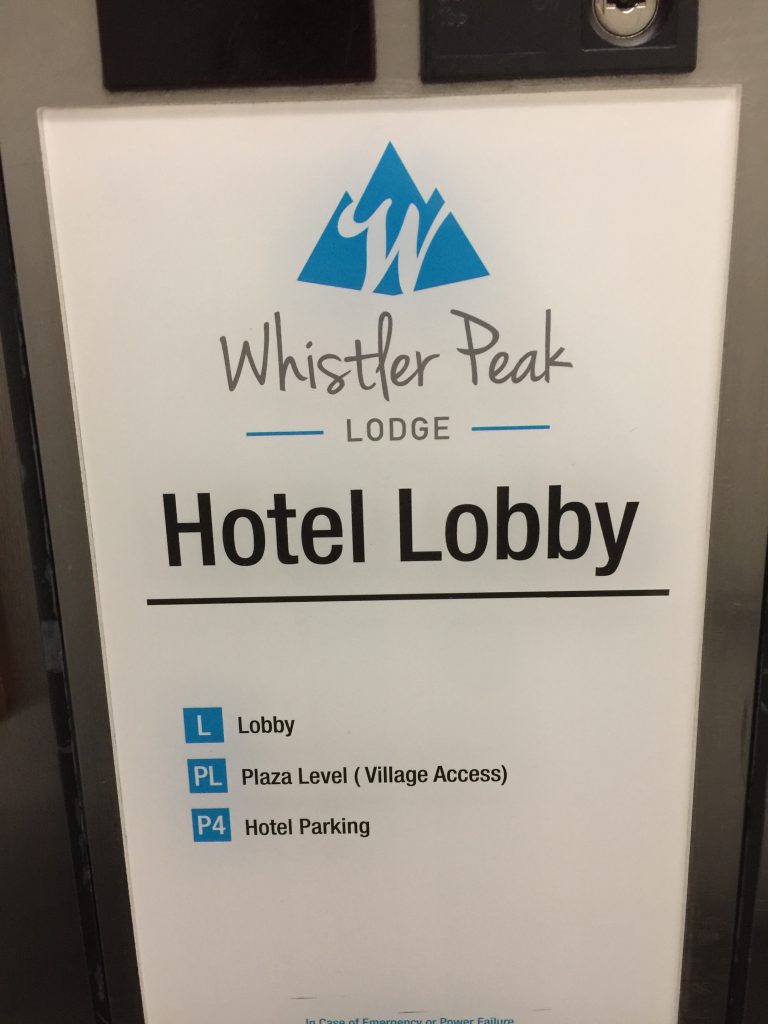 W
Whistler Peak
LODGE
Hotel Lobby
L Lobby
PL Plaza Level ( Village Access)
P4 Hotel Parking
In Case of Emergency or Power Failure